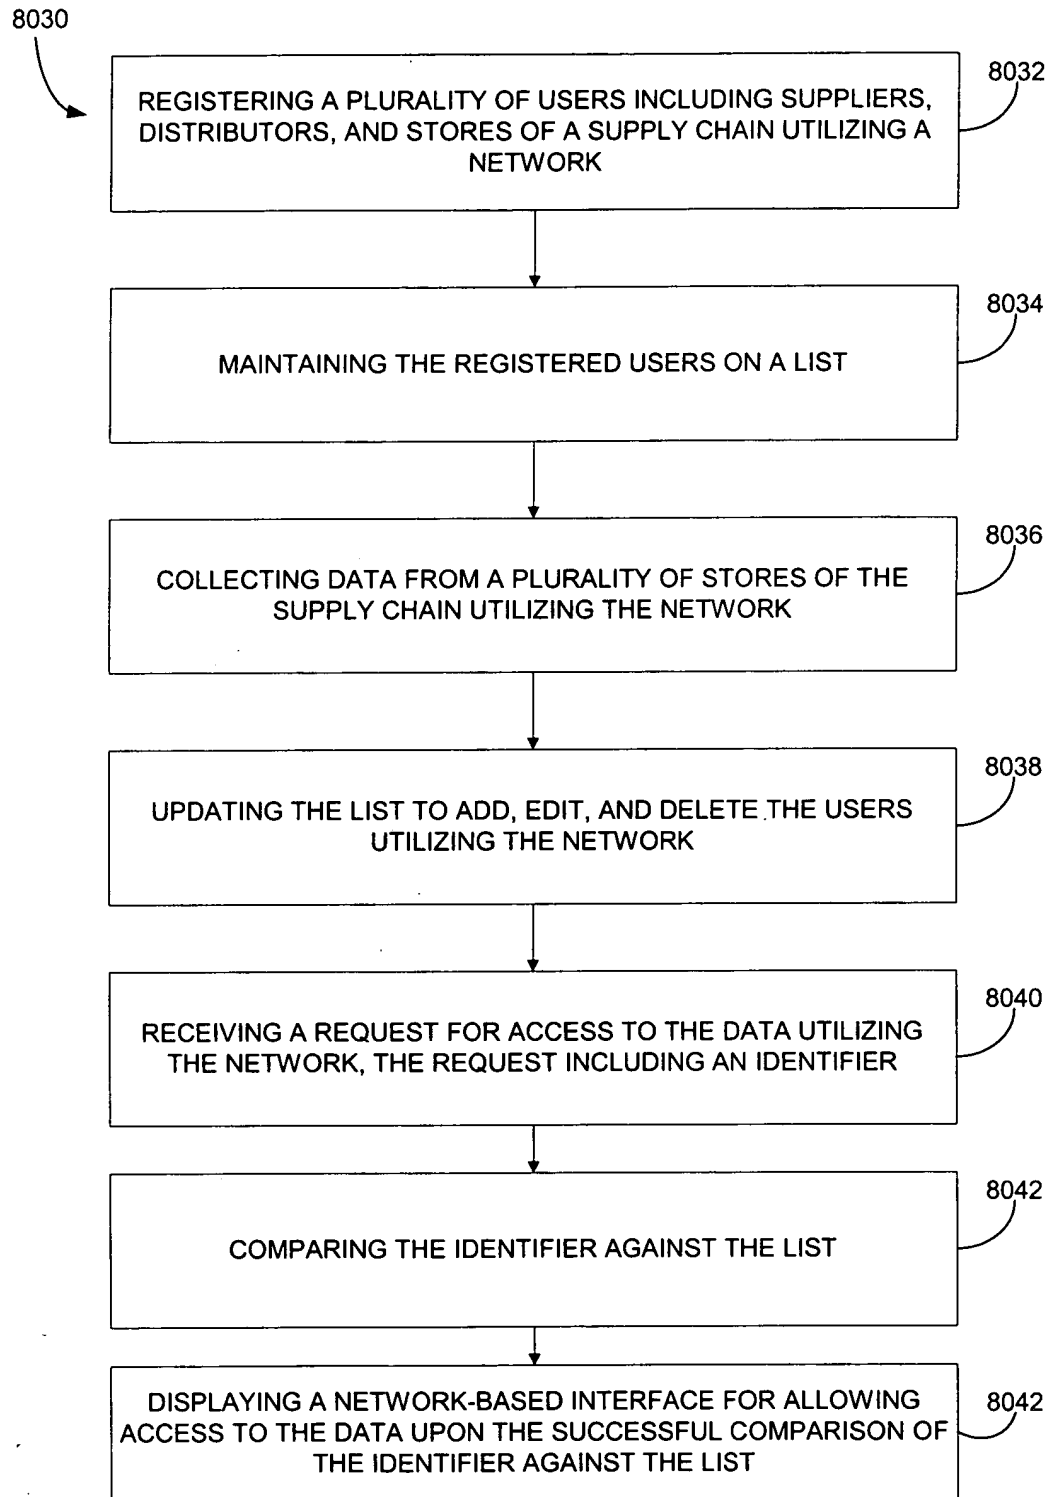 8030
8032
REGISTERING A PLURALITY OF USERS INCLUDING SUPPLIERS,
DISTRIBUTORS, AND STORES OF A SUPPLY CHAIN UTILIZING A
NETWORK
8034
MAINTAINING THE REGISTERED USERS ON A LIST
8036
COLLECTING DATA FROM A PLURALITY OF STORES OF THE
SUPPLY CHAIN UTILIZING THE NETWORK
8038
UPDATING THE LIST TO ADD, EDIT, AND DELETE THE USERS
UTILIZING THE NETWORK
8040
RECEIVING A REQUEST FOR ACCESS TO THE DATA UTILIZING
THE NETWORK, THE REQUEST INCLUDING AN IDENTIFIER
8042
COMPARING THE IDENTIFIER AGAINST THE LIST
8042
DISPLAYING A NETWORK-BASED INTERFACE FOR ALLOWING
ACCESS TO THE DATA UPON THE SUCCESSFUL COMPARISON OF
THE IDENTIFIER AGAINST THE LIST